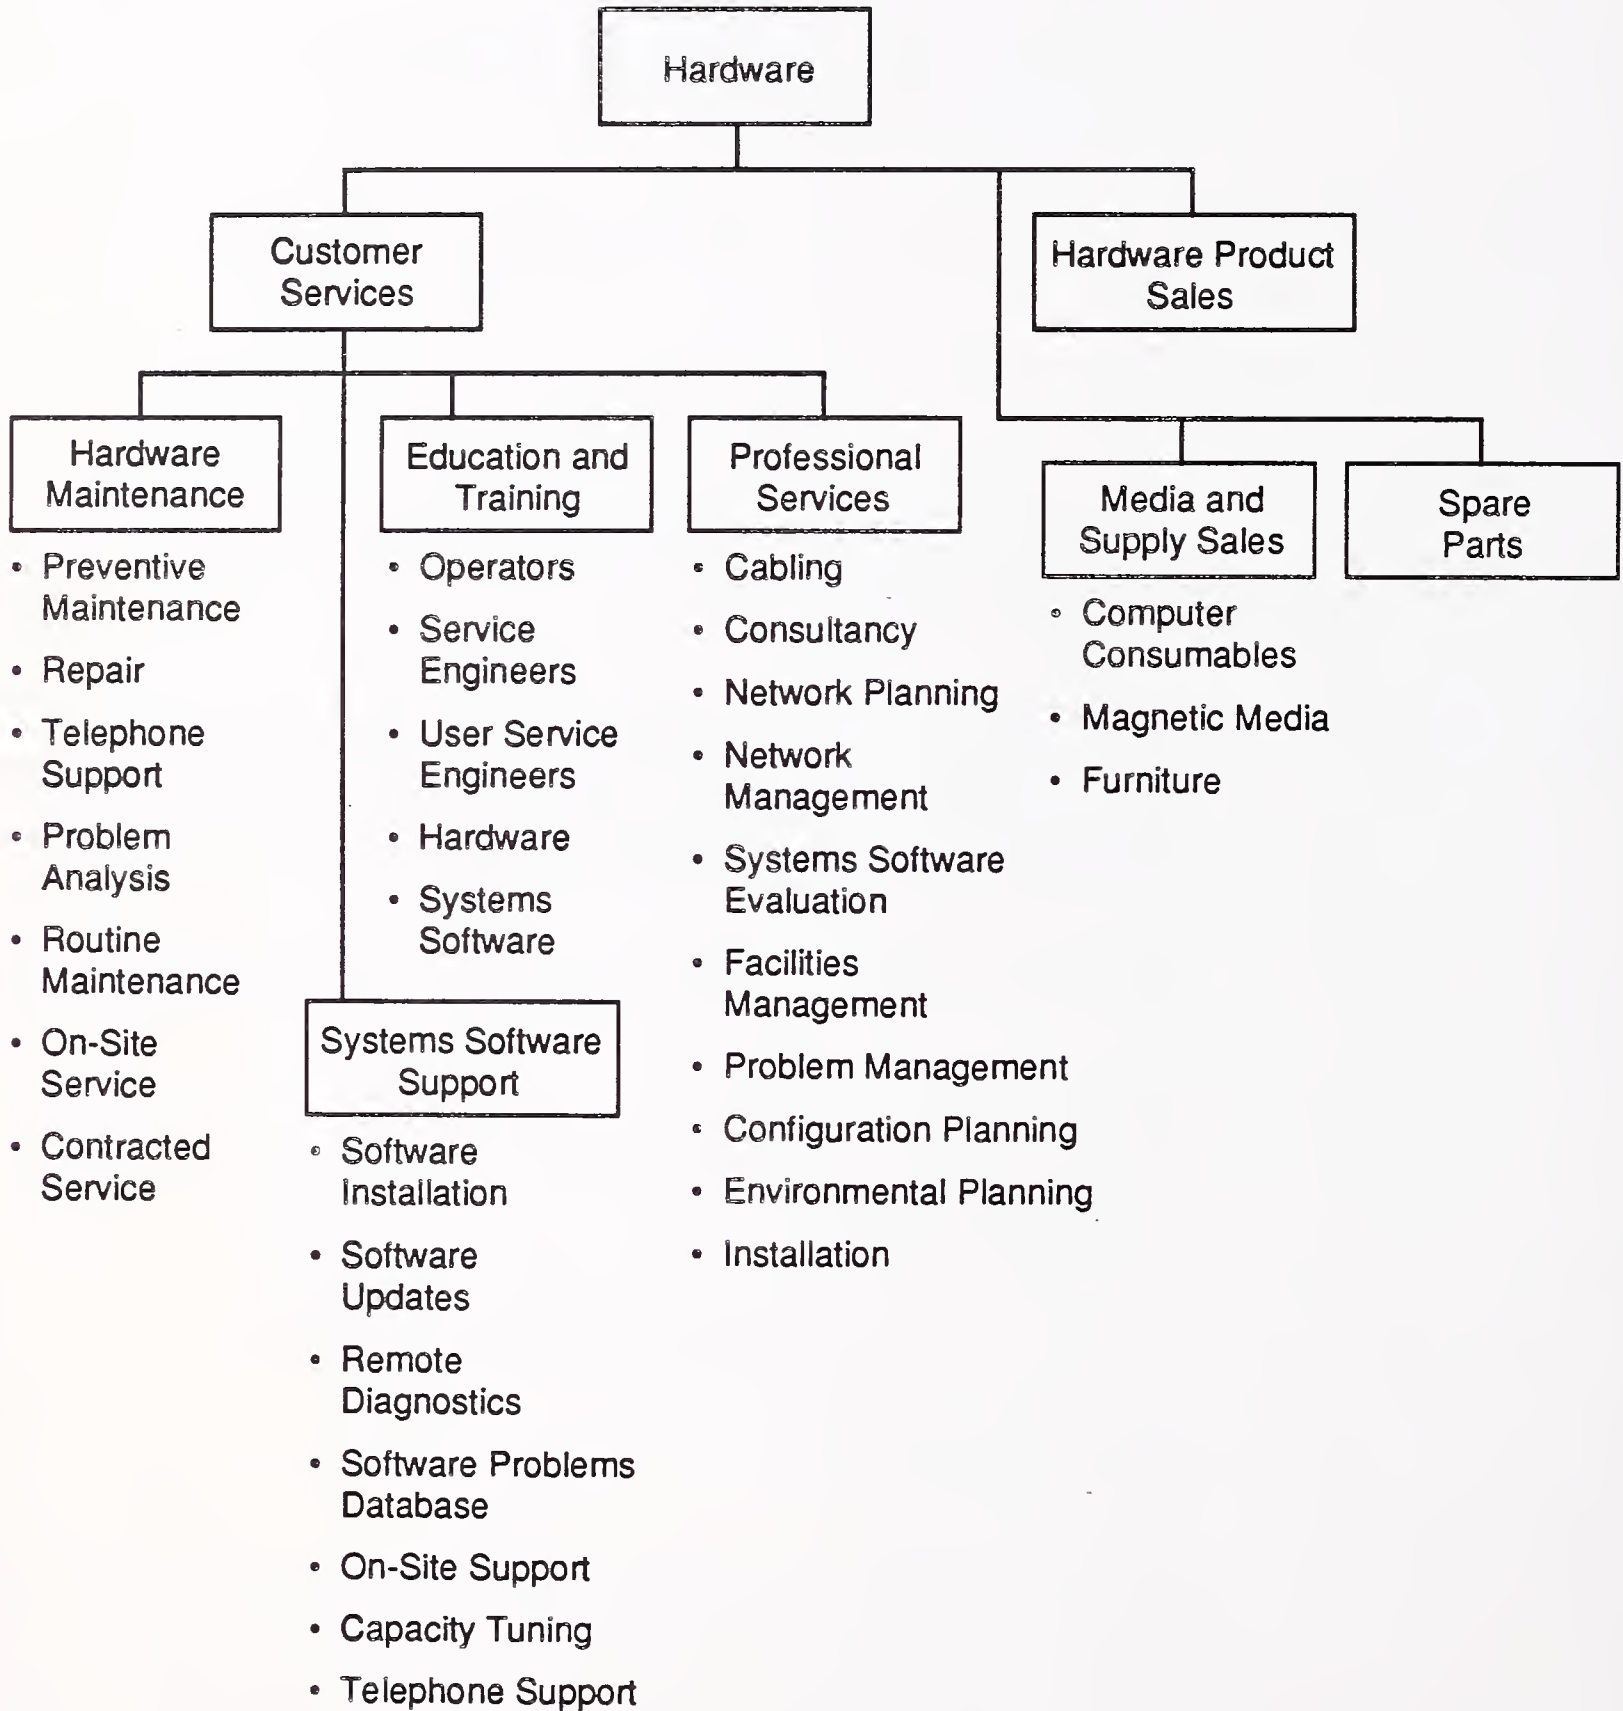 Hardware
Customer
Services
Hardware Product
Sales
Hardware
Maintenance
• Preventive
Maintenance
• Repair
• Telephone
Support
• Problem
Analysis
• Routine
Maintenance
• On-Site
Service
• Contracted
Service
Education and
Training
• Operators
• Service
Engineers
• User Service
Engineers
• Hardware
• Systems
Software
Systems Software
Support
• Software
Installation
• Software
Updates
• Remote
Diagnostics
• Software Problems
Database
• On-Site Support
• Capacity Tuning
• Telephone Support
Professional
Services
• Cabling
• Consultancy
• Network Planning
• Network
Management
• Systems Software
Evaluation
• Facilities
Management
• Problem Management
• Configuration Planning
• Environmental Planning
• Installation
Media and
Supply Sales
• Computer
Consumables
• Magnetic Media
• Furniture
Spare
Parts